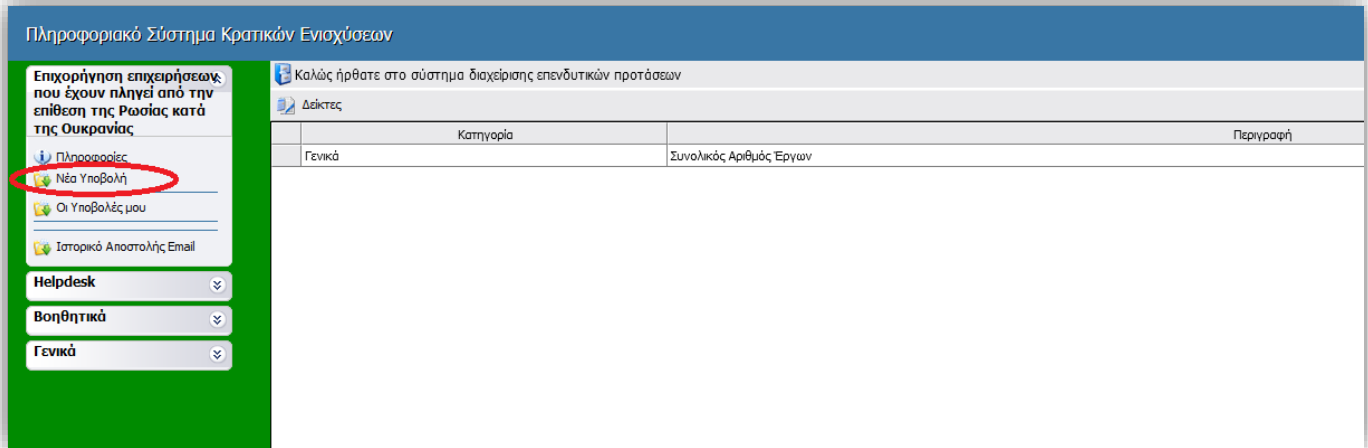 Πληροφοριακό Σύστημα Κρατικών Ενισχύσεων
Επιχορήγηση επιχειρήσεων
που έχουν πληγεί από την
επίθεση της Ρωσίας κατά
της Ουκρανίας
Πληροφορίες
Νέα Υποβολή
Οι Υποβολές μου
Ιστορικό Αποστολής Email
Helpdesk
Βοηθητικά
Γενικά
Καλώς ήρθατε στο σύστημα διαχείρισης επενδυτικών προτάσεων
Δείκτες
Κατηγορία Περιγραφή
Γενικά Συνολικός Αριθμός Έργων